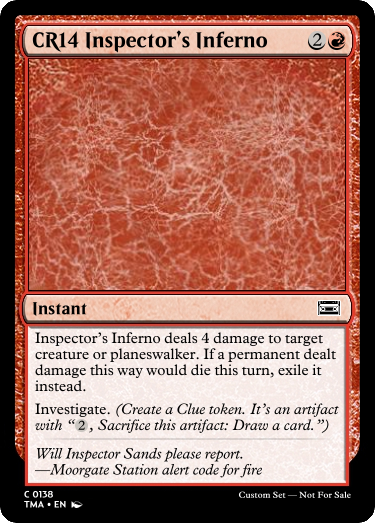 CR14 Inspector's Inferno 2
Instant
Inspector's Inferno deals 4 damage to target
creature or planeswalker. If a permanent dealt
damage this way would die this turn, exile it
instead.
Investigate. (Create a Clue token. It's an artifact
with “2, Sacrifice this artifact: Draw a card.”)
Will Inspector Sands please report.
—Moorgate Station alert code for fire
C 0138
TMA • EN
Custom Set — Not For Sale